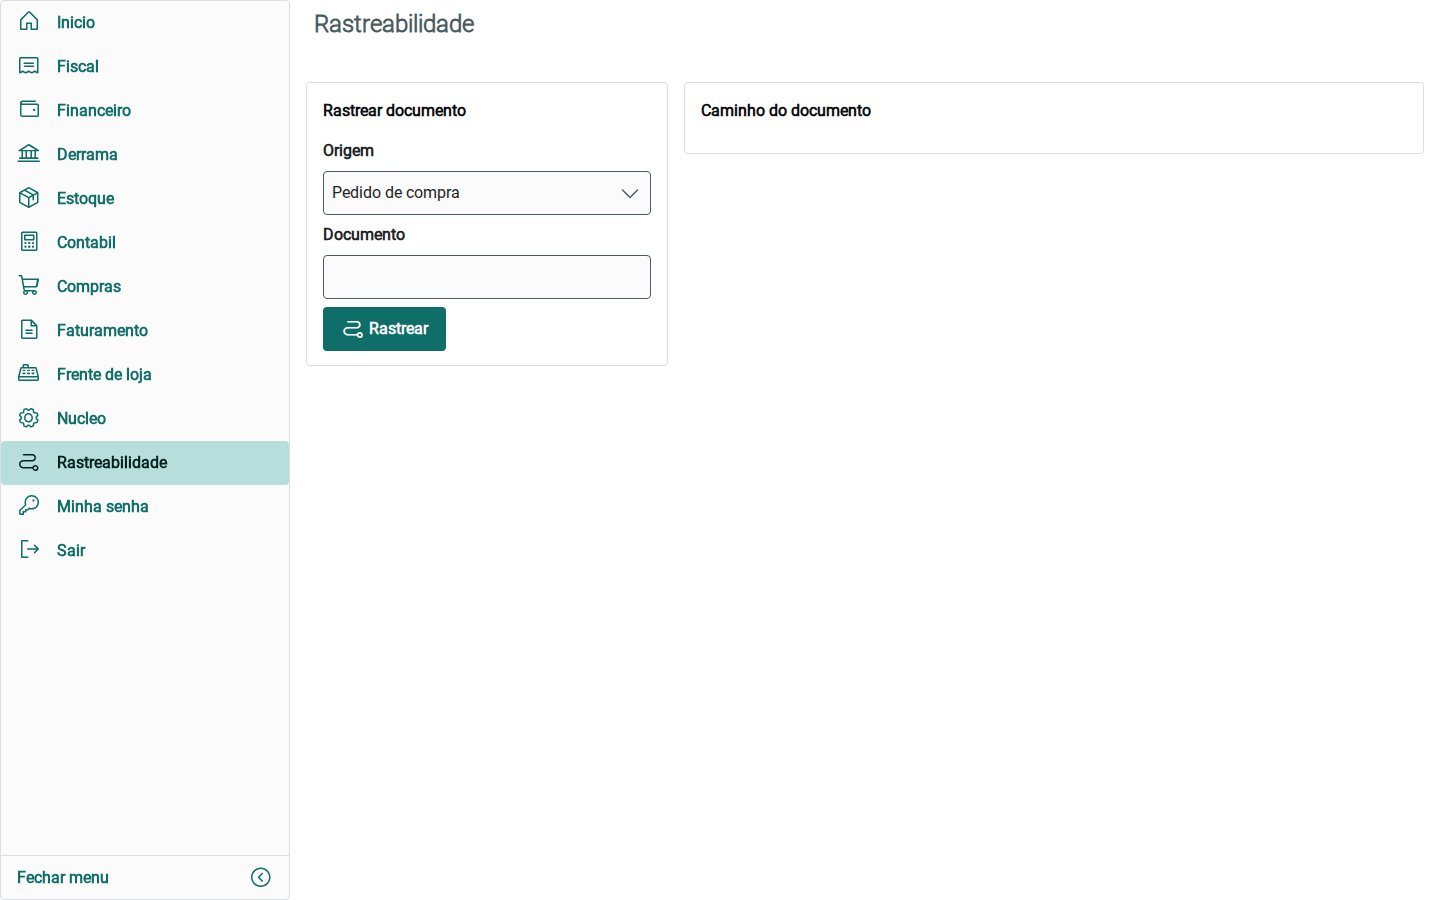 Inicio
Fiscal
Financeiro
Derrama
Estoque
Contabil
Compras
Faturamento
Frente de loja
Nucleo
Rastreabilidade
Minha senha
Sair
Fechar menu
Rastreabilidade
Rastrear documento
Origem
Pedido de compra
Documento
Rastrear
Caminho do documento